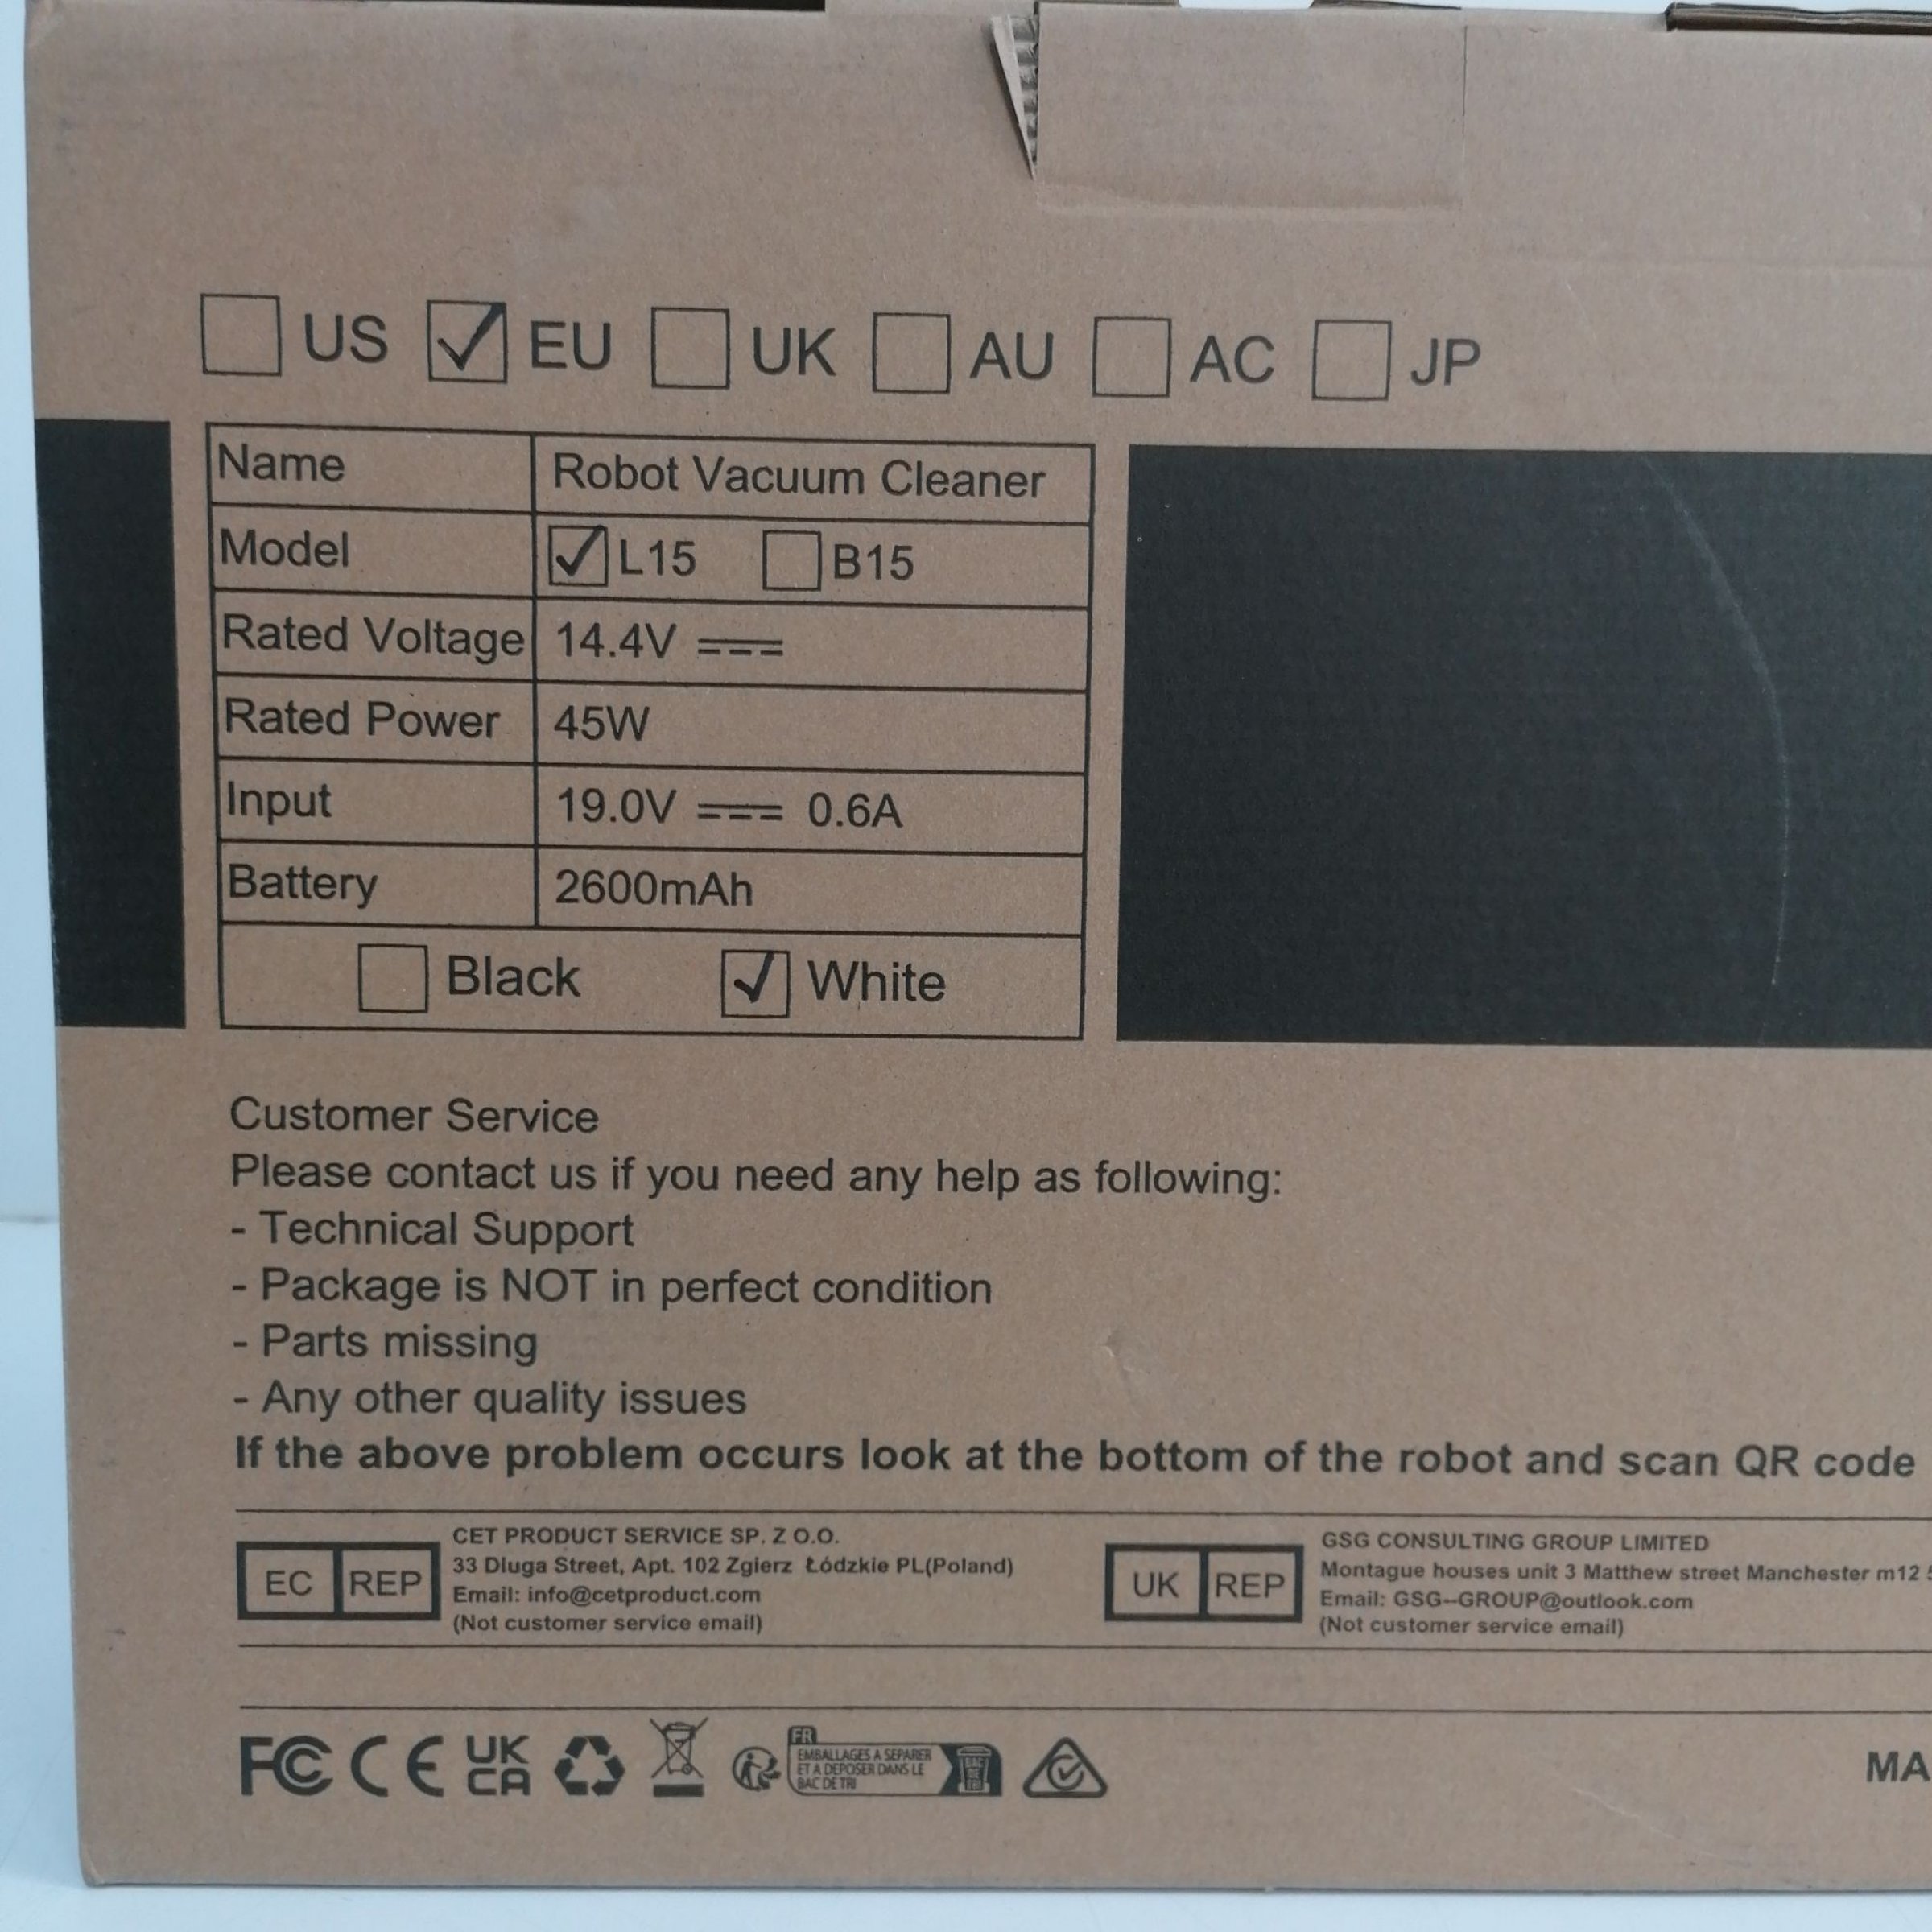 US EU UK AU AC JP
Name Robot Vacuum Cleaner
Model L15 B15
Rated Voltage 14.4V
Rated Power 45W
Input 19.0V 0.6A
Battery 2600mAh
Black White
Customer Service
Please contact us if you need any help as following:
- Technical Support
- Package is NOT in perfect condition
- Parts missing
- Any other quality issues
If the above problem occurs look at the bottom of the robot and scan QR code
EC REP
CET PRODUCT SERVICE SP. Z O.O.
33 Dluga Street, Apt. 102 Zgierz Łódzkie PL(Poland)
Email: info@cetproduct.com
(Not customer service email)
UK REP
GSG CONSULTING GROUP LIMITED
Montague houses unit 3 Matthew street Manchester m12
Email: GSG--GROUP@outlook.com
(Not customer service email)
FC CE UK
CA
FR
EMBALLAGES A SEPARER
ET A DEPOSER DANS LE
BAC DE TRI
BAC
DE
TRI
MA